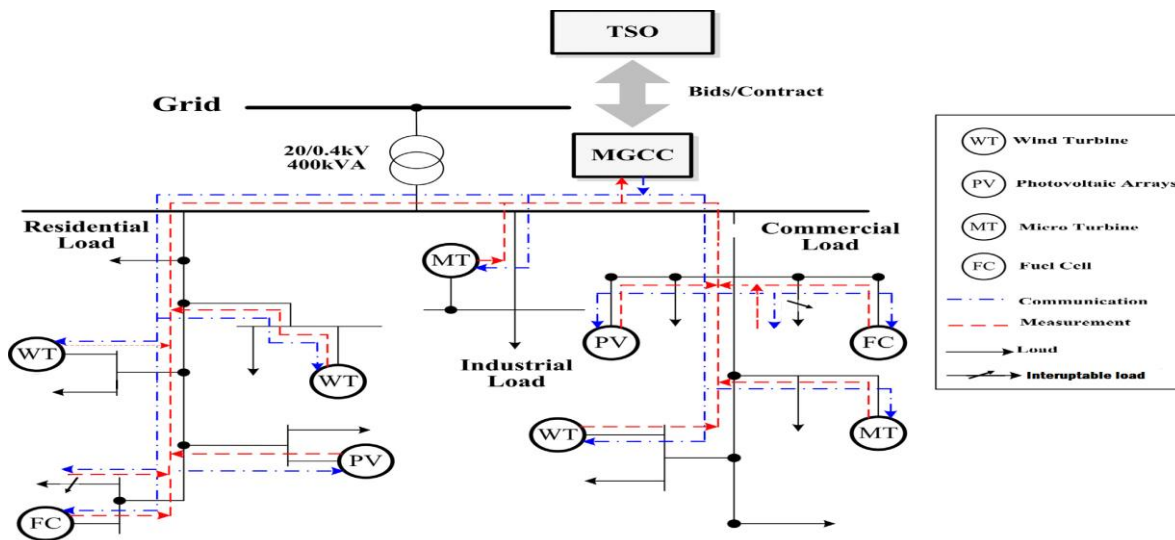 TSO
Bids/Contract
Grid
MGCC
20/0.4kV
400kVA
Residential
Load
Commercial
Load
MT
WT
WT
PV
FC
Industrial
Load
PV
FC
WT
MT
WT Wind Turbine
PV Photovoltaic Arrays
MT Micro Turbine
FC Fuel Cell
Communication
Measurement
Load
Interuptable load